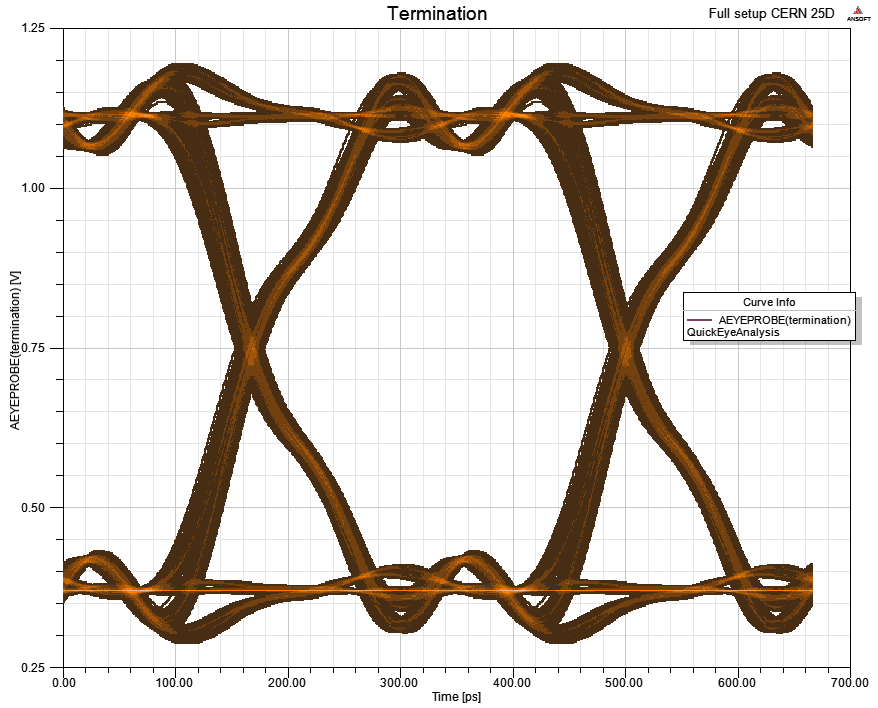 Termination
Full setup CERN 25D
ANSOFT
1.25
1.00
0.75
0.50
0.25
AEYEPROBE(termination) [V]
Curve Info
AEYEPROBE(termination)
QuickEyeAnalysis
0.00 100.00 200.00 300.00 400.00 500.00 600.00 700.00
Time [ps]